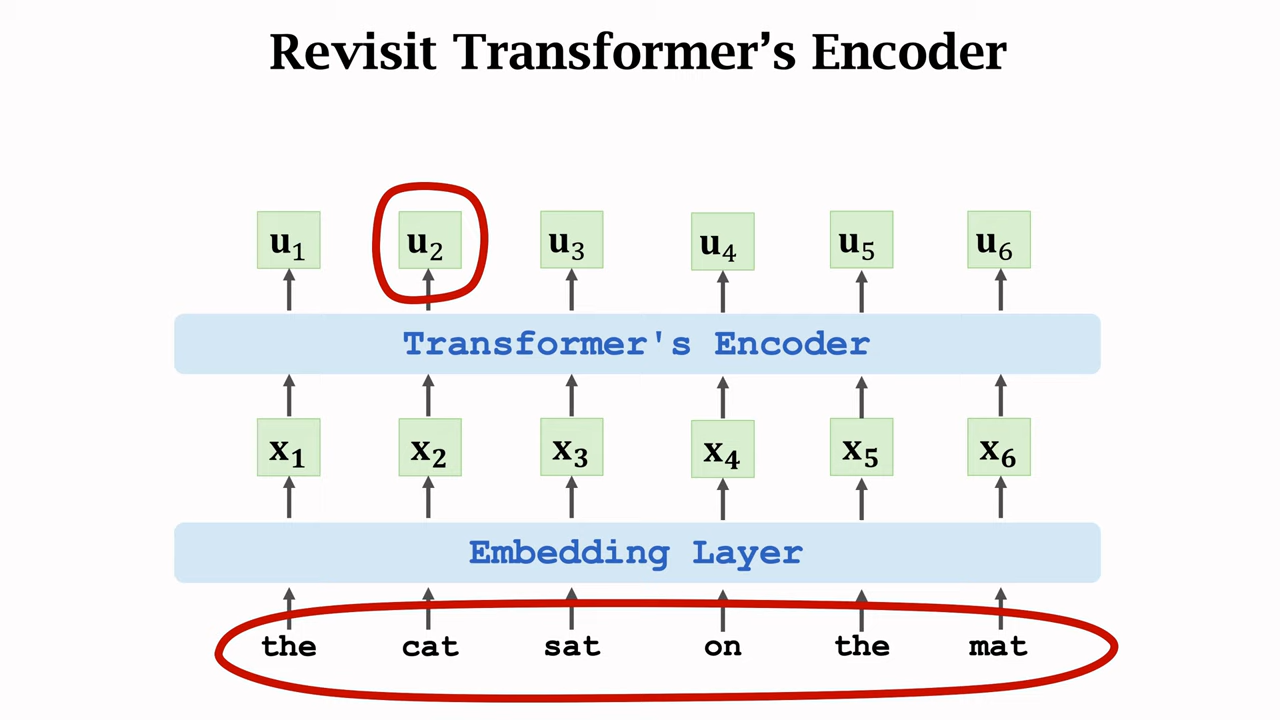 Revisit Transformer’s Encoder
u1 u2 u3 u4 u5 u6
Transformer's Encoder
x1 x2 x3 x4 x5 x6
Embedding Layer
the cat sat on the mat